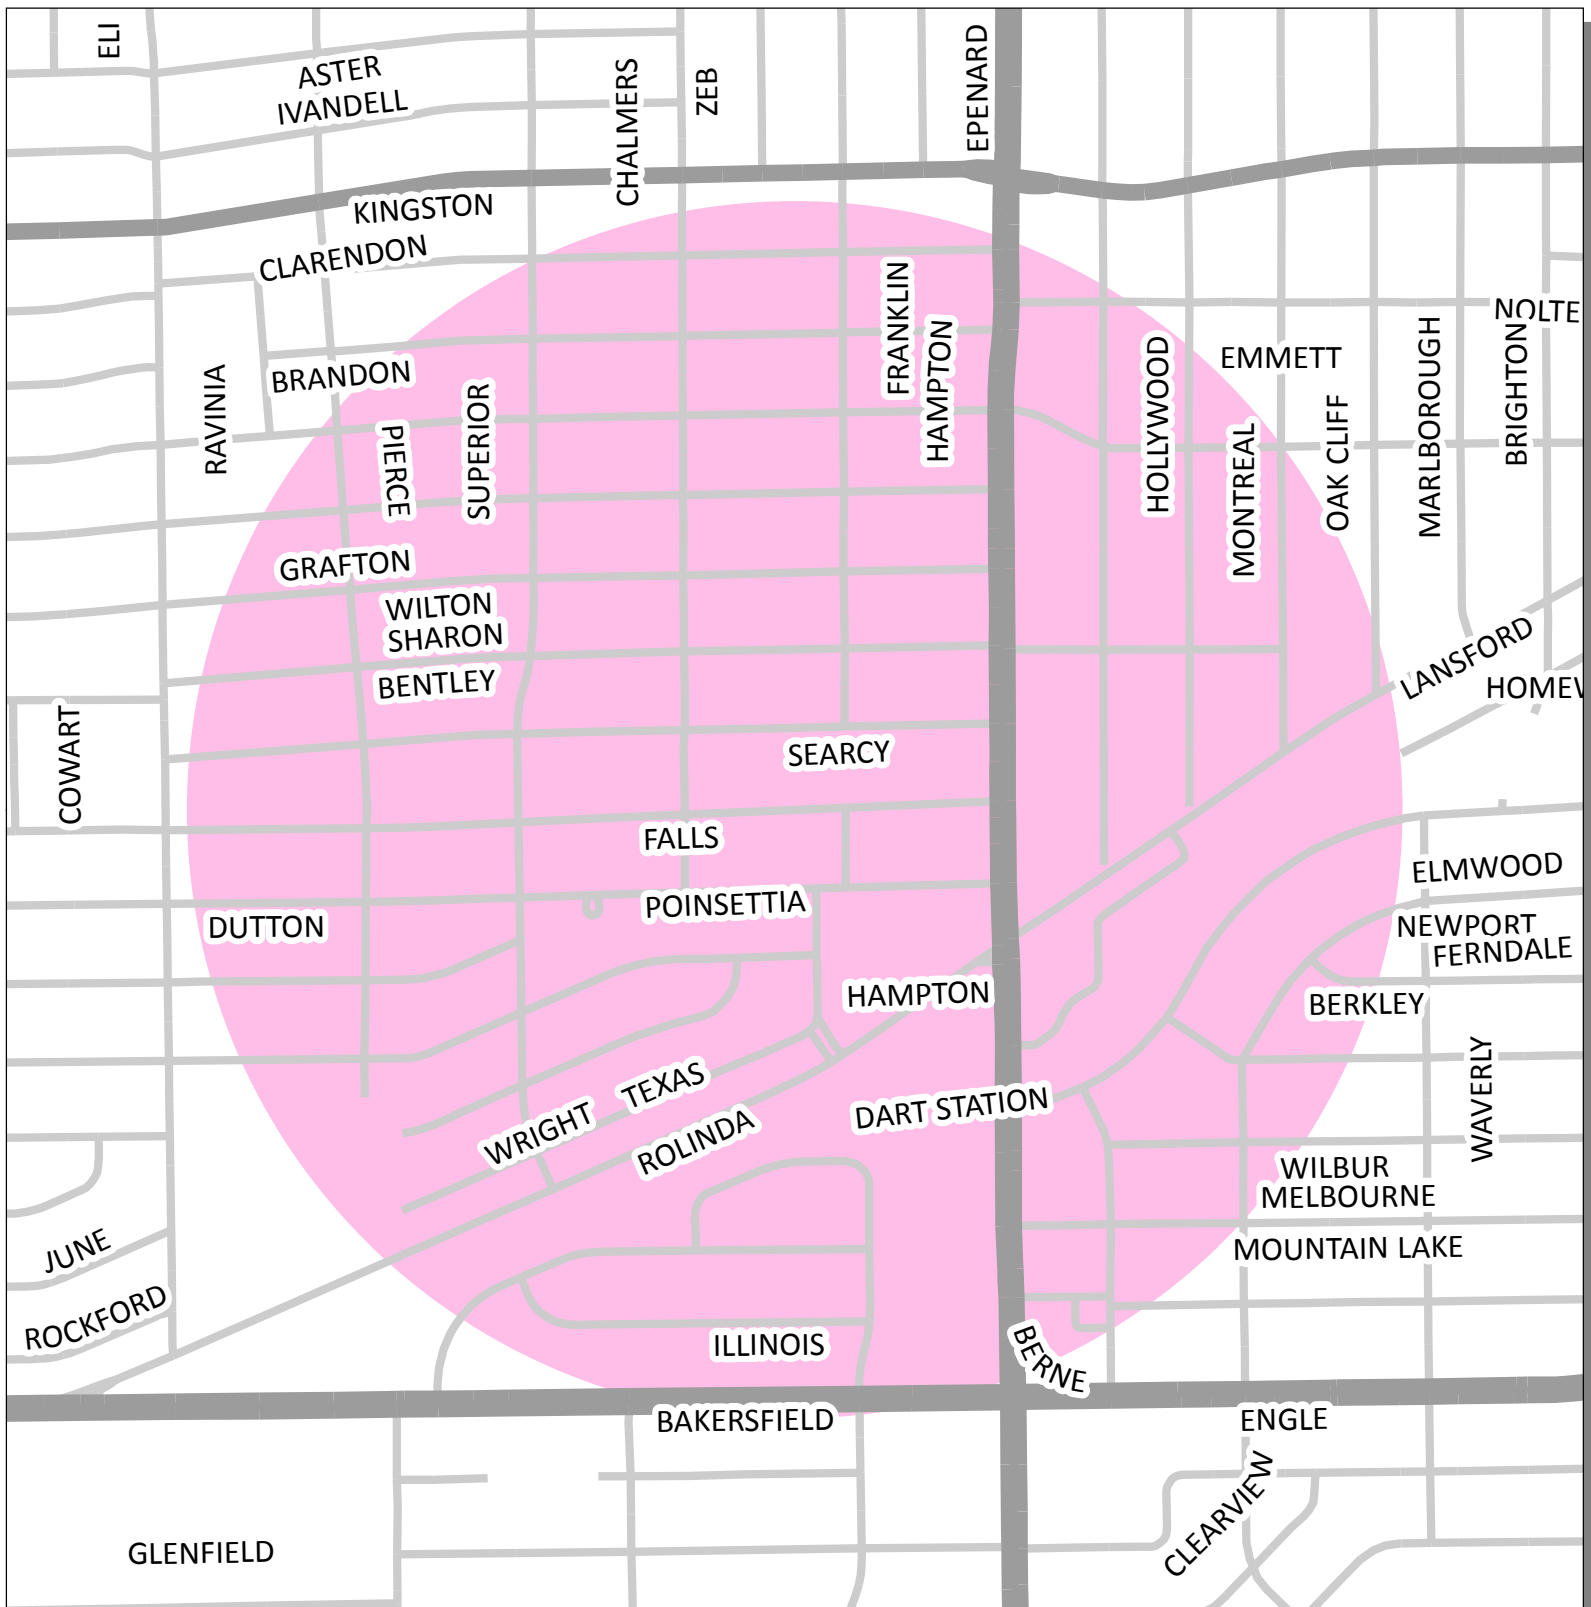 ELI
ASTER
IVANDELL
CHALMERS
ZEB
EPENARD
KINGSTON
CLARENDON
FRANKLIN
HAMPTON
NOLTE
EMMETT
HOLLYWOOD
MARLBOROUGH
BRIGHTON
BRANDON
RAVINIA
PIERCE
SUPERIOR
MONTREAL
OAK CLIFF
GRAFTON
WILTON
SHARON
BENTLEY
LANSFORD
HOMEW
COWART
SEARCY
FALLS
ELMWOOD
POINSETTIA
DUTTON
NEWPORT
FERNDALE
HAMPTON
BERKLEY
WAVERLY
TEXAS
WRIGHT
ROLINDA
DART STATION
WILBUR
MELBOURNE
JUNE
MOUNTAIN LAKE
ROCKFORD
ILLINOIS
BERNE
BAKERSFIELD
ENGLE
CLEARVIEW
GLENFIELD